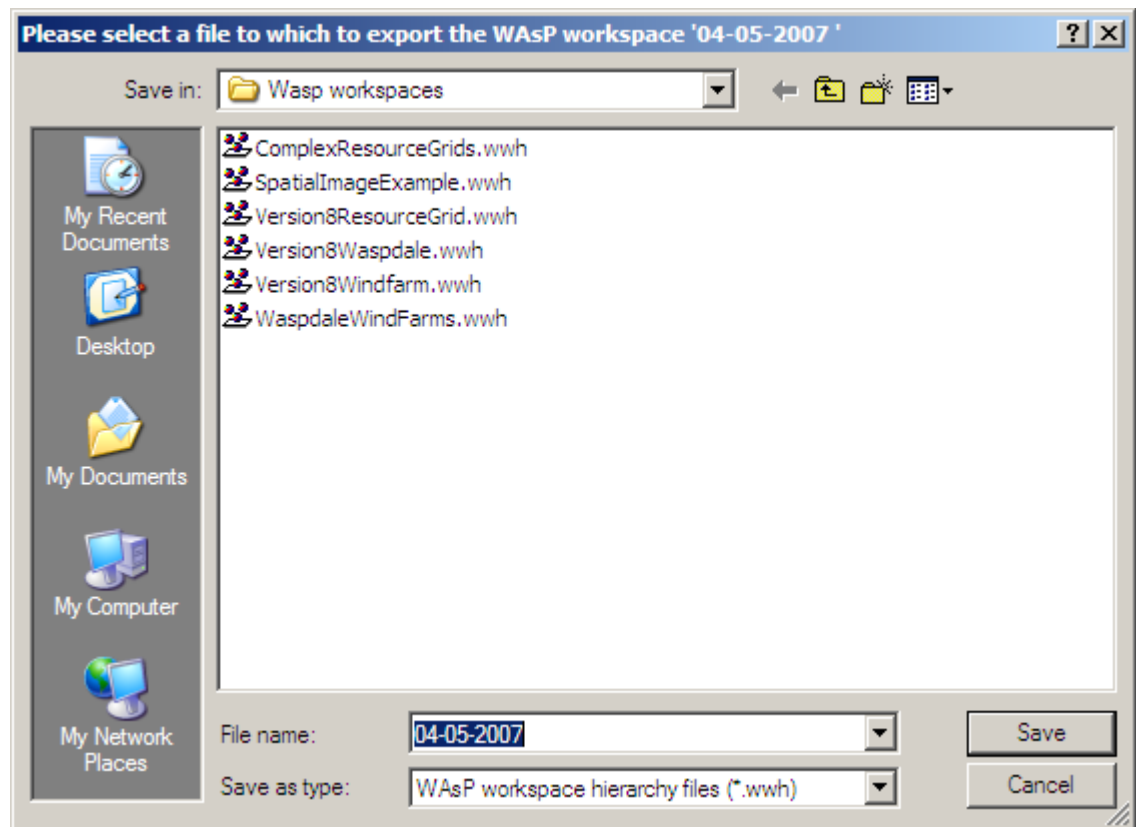 Please select a file to which to export the WAsP workspace '04-05-2007 '
Save in: Wasp workspaces
My Recent
Documents
Desktop
My Documents
My Computer
My Network
Places
ComplexResourceGrids.wwh
SpatialImageExample.wwh
Version8ResourceGrid.wwh
Version8Waspdale.wwh
Version8Windfarm.wwh
WaspdaleWindFarms.wwh
File name: 04-05-2007 Save
Save as type: WAsP workspace hierarchy files (*.wwh) Cancel